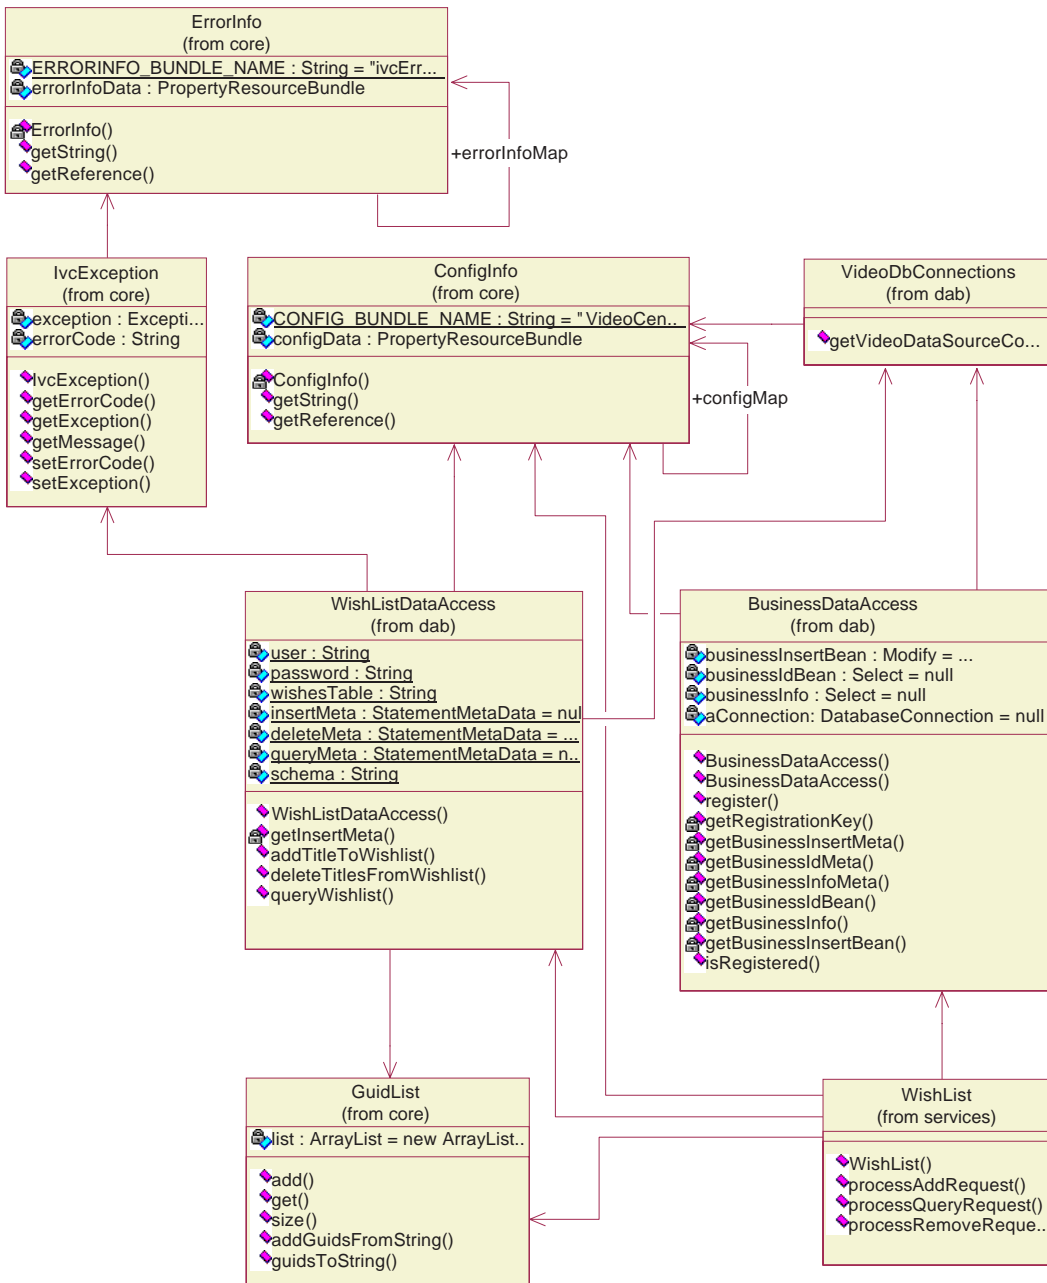 ErrorInfo
(from core)
ERRORINFO_BUNDLE_NAME : String = "ivcErr...
errorInfoData : PropertyResourceBundle
ErrorInfo()
getString()
getReference()
+errorInfoMap
IvcException
(from core)
exception : Excepti...
errorCode : String
IvcException()
getErrorCode()
getException()
getMessage()
setErrorCode()
setException()
ConfigInfo
(from core)
CONFIG_BUNDLE_NAME : String = "VideoCen..
configData : PropertyResourceBundle
ConfigInfo()
getString()
getReference()
+configMap
VideoDbConnections
(from dab)
getVideoDataSourceCo...
WishListDataAccess
(from dab)
user : String
password : String
wishesTable : String
insertMeta : StatementMetaData = nul
deleteMeta : StatementMetaData = ...
queryMeta : StatementMetaData = n..
schema : String
WishListDataAccess()
getInsertMeta()
addTitleToWishlist()
deleteTitlesFromWishlist()
queryWishlist()
BusinessDataAccess
(from dab)
businessInsertBean : Modify = ...
businessIdBean : Select = null
businessInfo : Select = null
aConnection: DatabaseConnection = null
BusinessDataAccess()
BusinessDataAccess()
register()
getRegistrationKey()
getBusinessInsertMeta()
getBusinessIdMeta()
getBusinessInfoMeta()
getBusinessIdBean()
getBusinessInfo()
getBusinessInsertBean()
isRegistered()
GuidList
(from core)
list : ArrayList = new ArrayList..
add()
get()
size()
addGuidsFromString()
guidsToString()
WishList
(from services)
WishList()
processAddRequest()
processQueryRequest()
processRemoveReque...